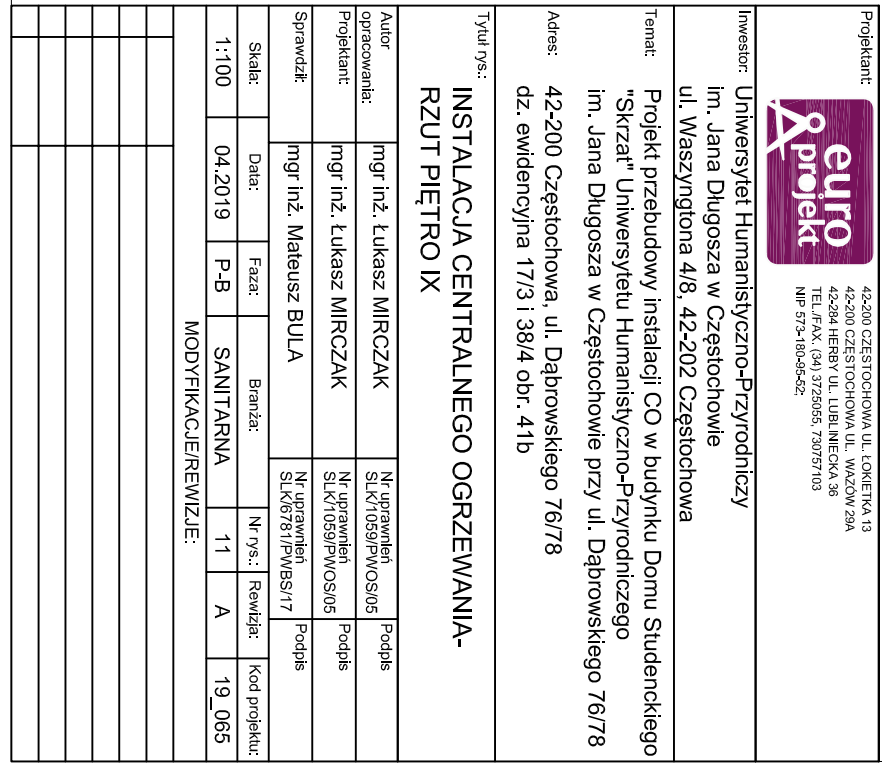 Projektant:
euro
projekt
42-200 CZĘSTOCHOWA UL. ŁOKIETKA 13
42-200 CZĘSTOCHOWA UL. WAZÓW 29A
42-284 HERBY UL. LUBLINIECKA 36
TEL./FAX. (34) 3725055, 730757103
NIP 573-180-95-52;
Inwestor: Uniwersytet Humanistyczno-Przyrodniczy
im. Jana Długosza w Częstochowie
ul. Waszyngtona 4/8, 42-202 Częstochowa
Temat: Projekt przebudowy instalacji CO w budynku Domu Studenckiego
"Skrzat" Uniwersytetu Humanistyczno-Przyrodniczego
im. Jana Długosza w Częstochowie przy ul. Dąbrowskiego 76/78
Adres: 42-200 Częstochowa, ul. Dąbrowskiego 76/78
dz. ewidencyjna 17/3 i 38/4 obr. 41b
Tytuł rys.:
INSTALACJA CENTRALNEGO OGRZEWANIA-
RZUT PIĘTRO IX
Autor
opracowania: mgr inż. Łukasz MIRCZAK Nr uprawnień SLK/1059/PWOS/05 Podpis
Projektant: mgr inż. Łukasz MIRCZAK Nr uprawnień SLK/1059/PWOS/05 Podpis
Sprawdził: mgr inż. Mateusz BULA Nr uprawnień SLK/6781/PWBS/17 Podpis
Skala: Data: Faza: Branża: Nr rys.: Rewizja: Kod projektu:
1:100 04.2019 P-B SANITARNA 11 A 19_065
MODYFIKACJE/REWIZJE: